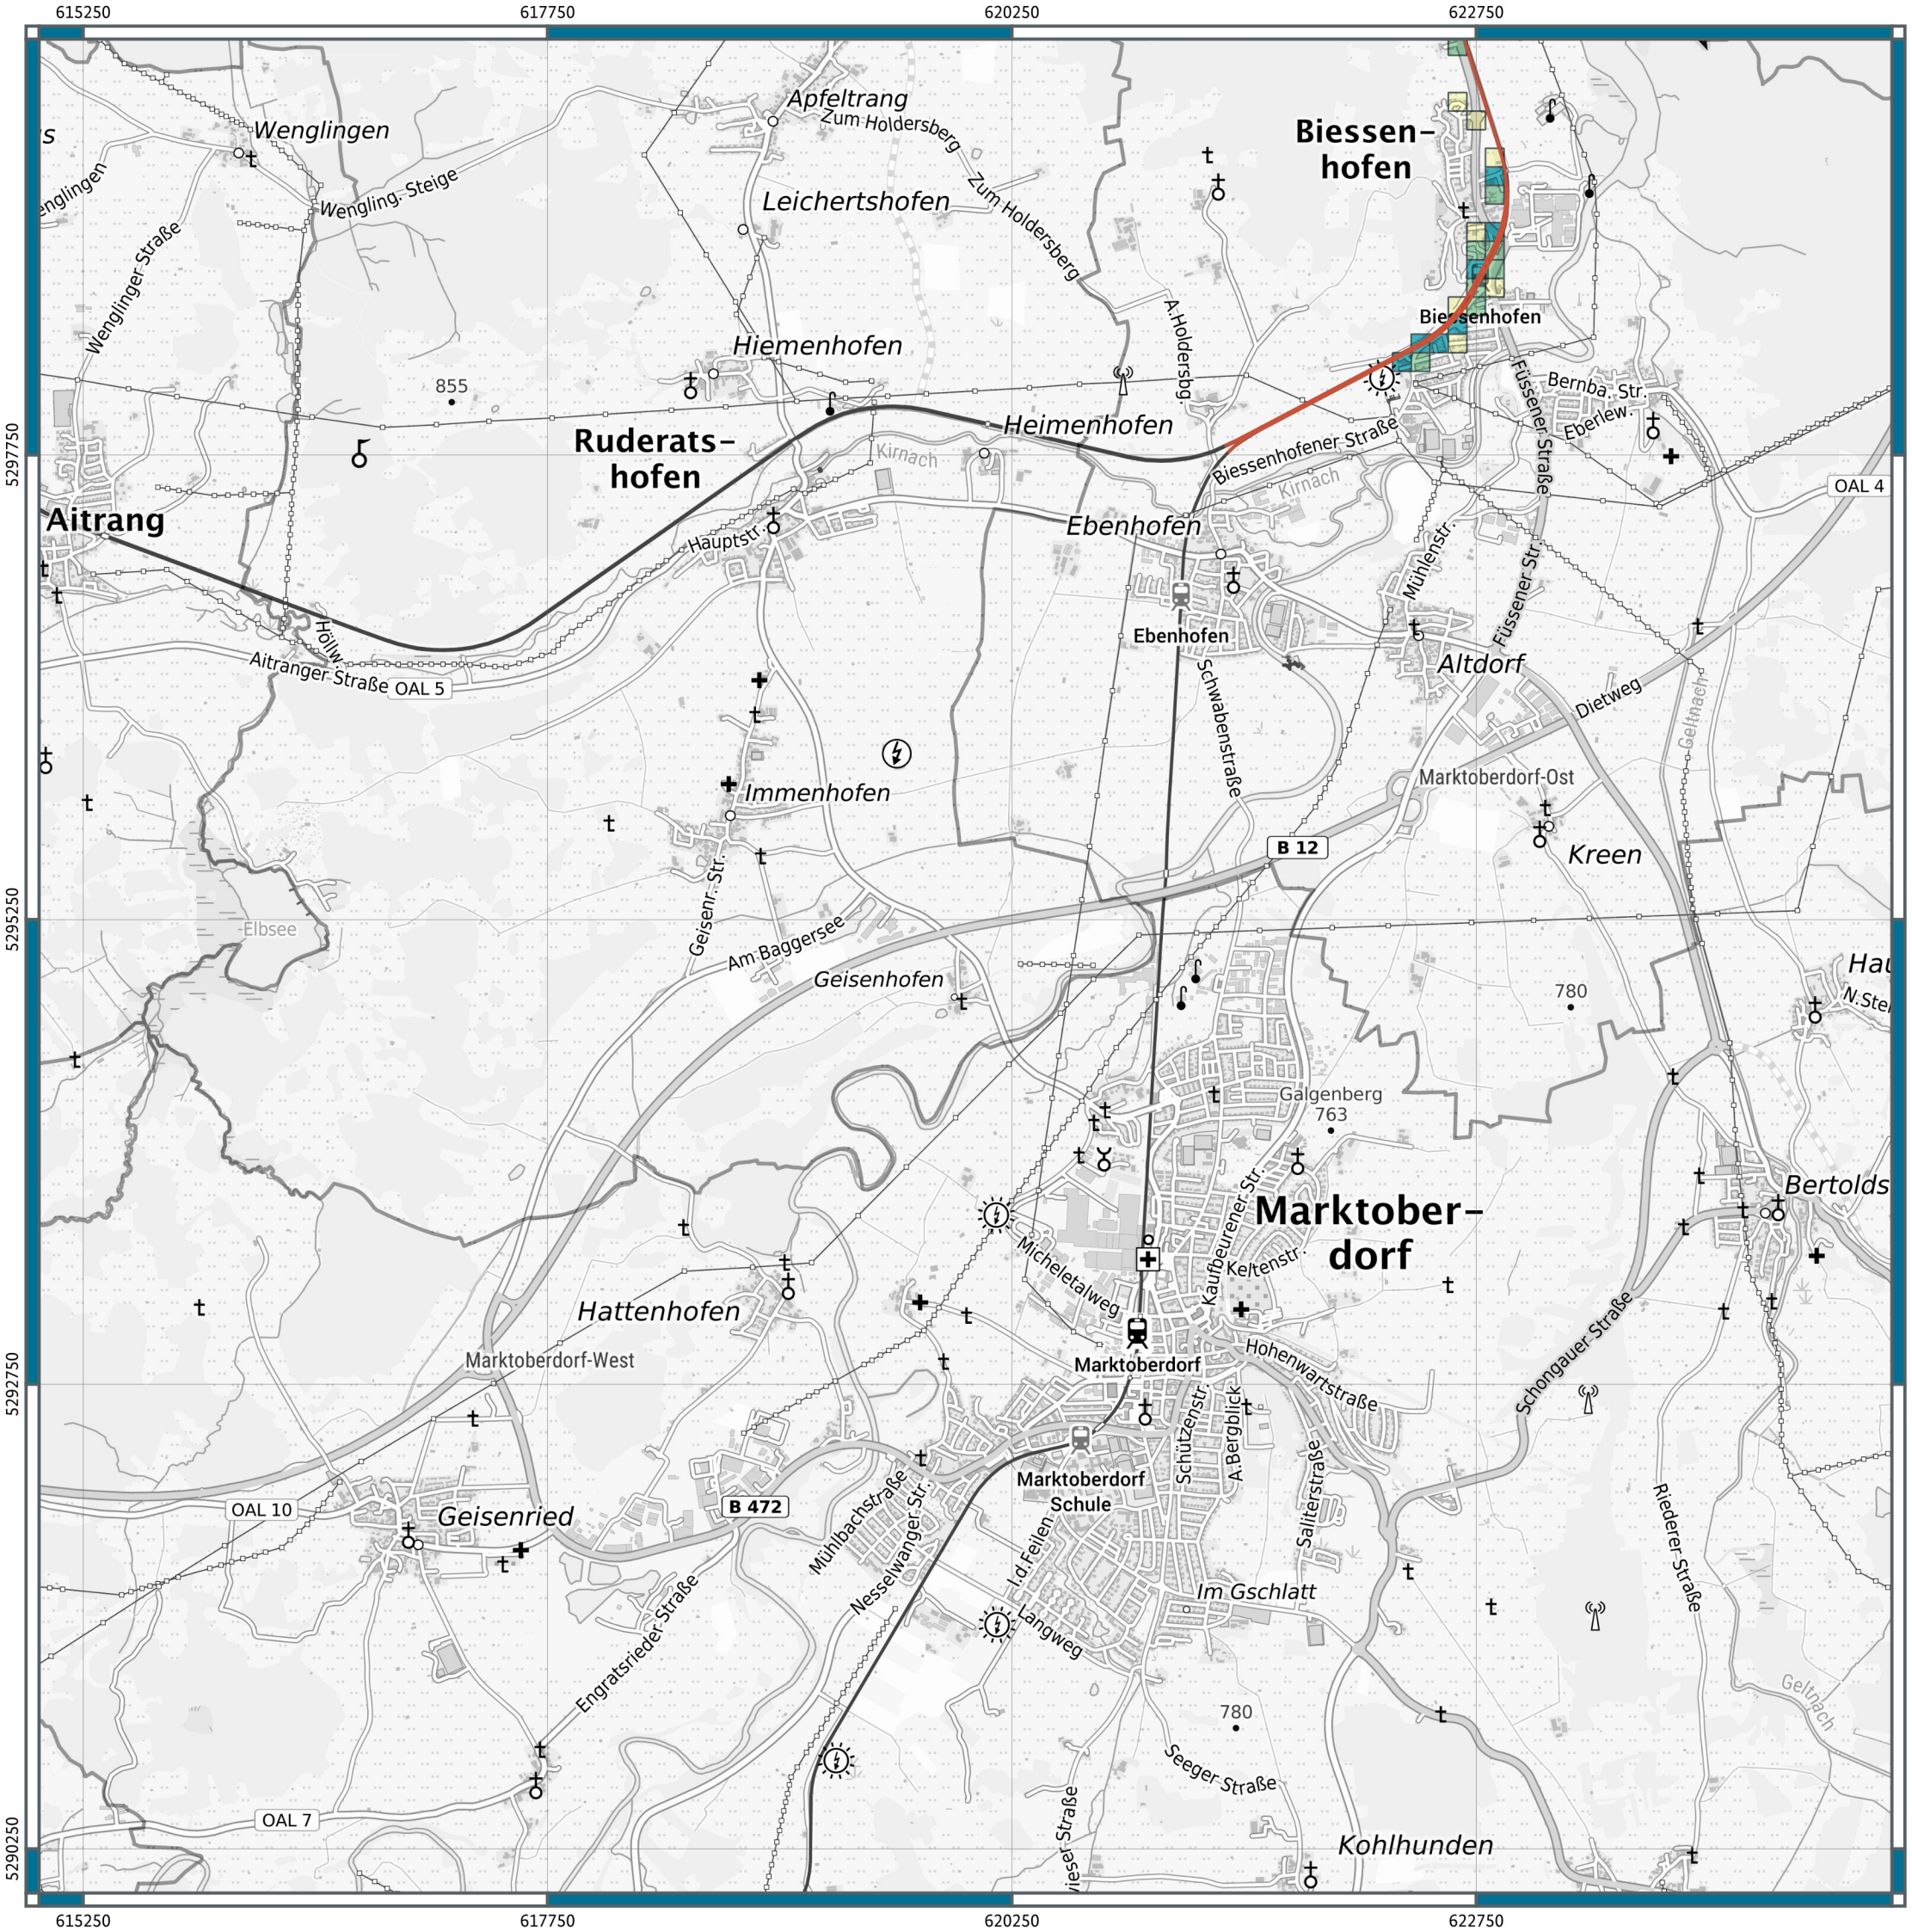 615250
617750
620250
622750
Apfeltrang
Zum Holdersberg
Wenglingen
Biessen-
hofen
s
englingen
Wengling. Steige
Leichertshofen
Zum Holdersberg
Wenglinger-Straße
A.Holdersbg.
Biessenhofen
Hiemenhofen
855
Füssener Straße
Bernba. Str.
Eberlew.
Heimenhofen
Ruderats-
hofen
Kirnach
Biessenhofener Straße
Kirnach
5297750
OAL 4
Aitrang
Hauptstr.
Ebenhofen
Mühlenstr.
Füssener Str.
Höllw.
Ebenhofen
Altdorf
Aitranger Straße
OAL 5
Schwabenstraße
Dietweg
Geltnach
Marktoberdorf-Ost
Immenhofen
B 12
Kreen
Geisenr. Str.
5295250
Elbsee
Am Baggersee
Geisenhofen
Hau
N.Stei
780
Galgenberg
763
Bertolds
Marktober-
dorf
Kaufbeurener Str.
Keltenstr.
Micheletalweg
Hattenhofen
Schongauer Straße
Marktoberdorf-West
Marktoberdorf
Hohenwartstraße
5292750
Schützenstr.
A.Bergblick
Saliterstraße
Marktoberdorf
Schule
Mühlbachstraße
Nesselwanger Str.
B 472
OAL 10
Geisenried
Riederer-Straße
I.d.Feilen
Im Gschlatt
Langweg
Engratsrieder-Straße
780
Geltnach
Seeger Straße
OAL 7
5290250
ieser Straße
Kohlhunden
615250
617750
620250
622750